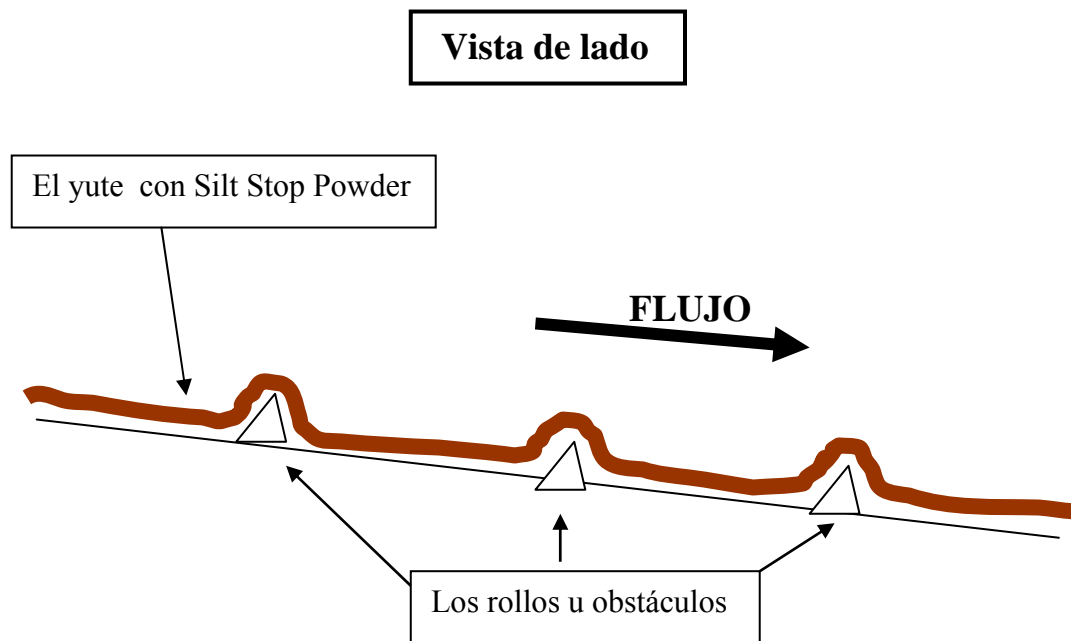 Vista de lado
El yute con Silt Stop Powder
FLUJO
Los rollos u obstáculos